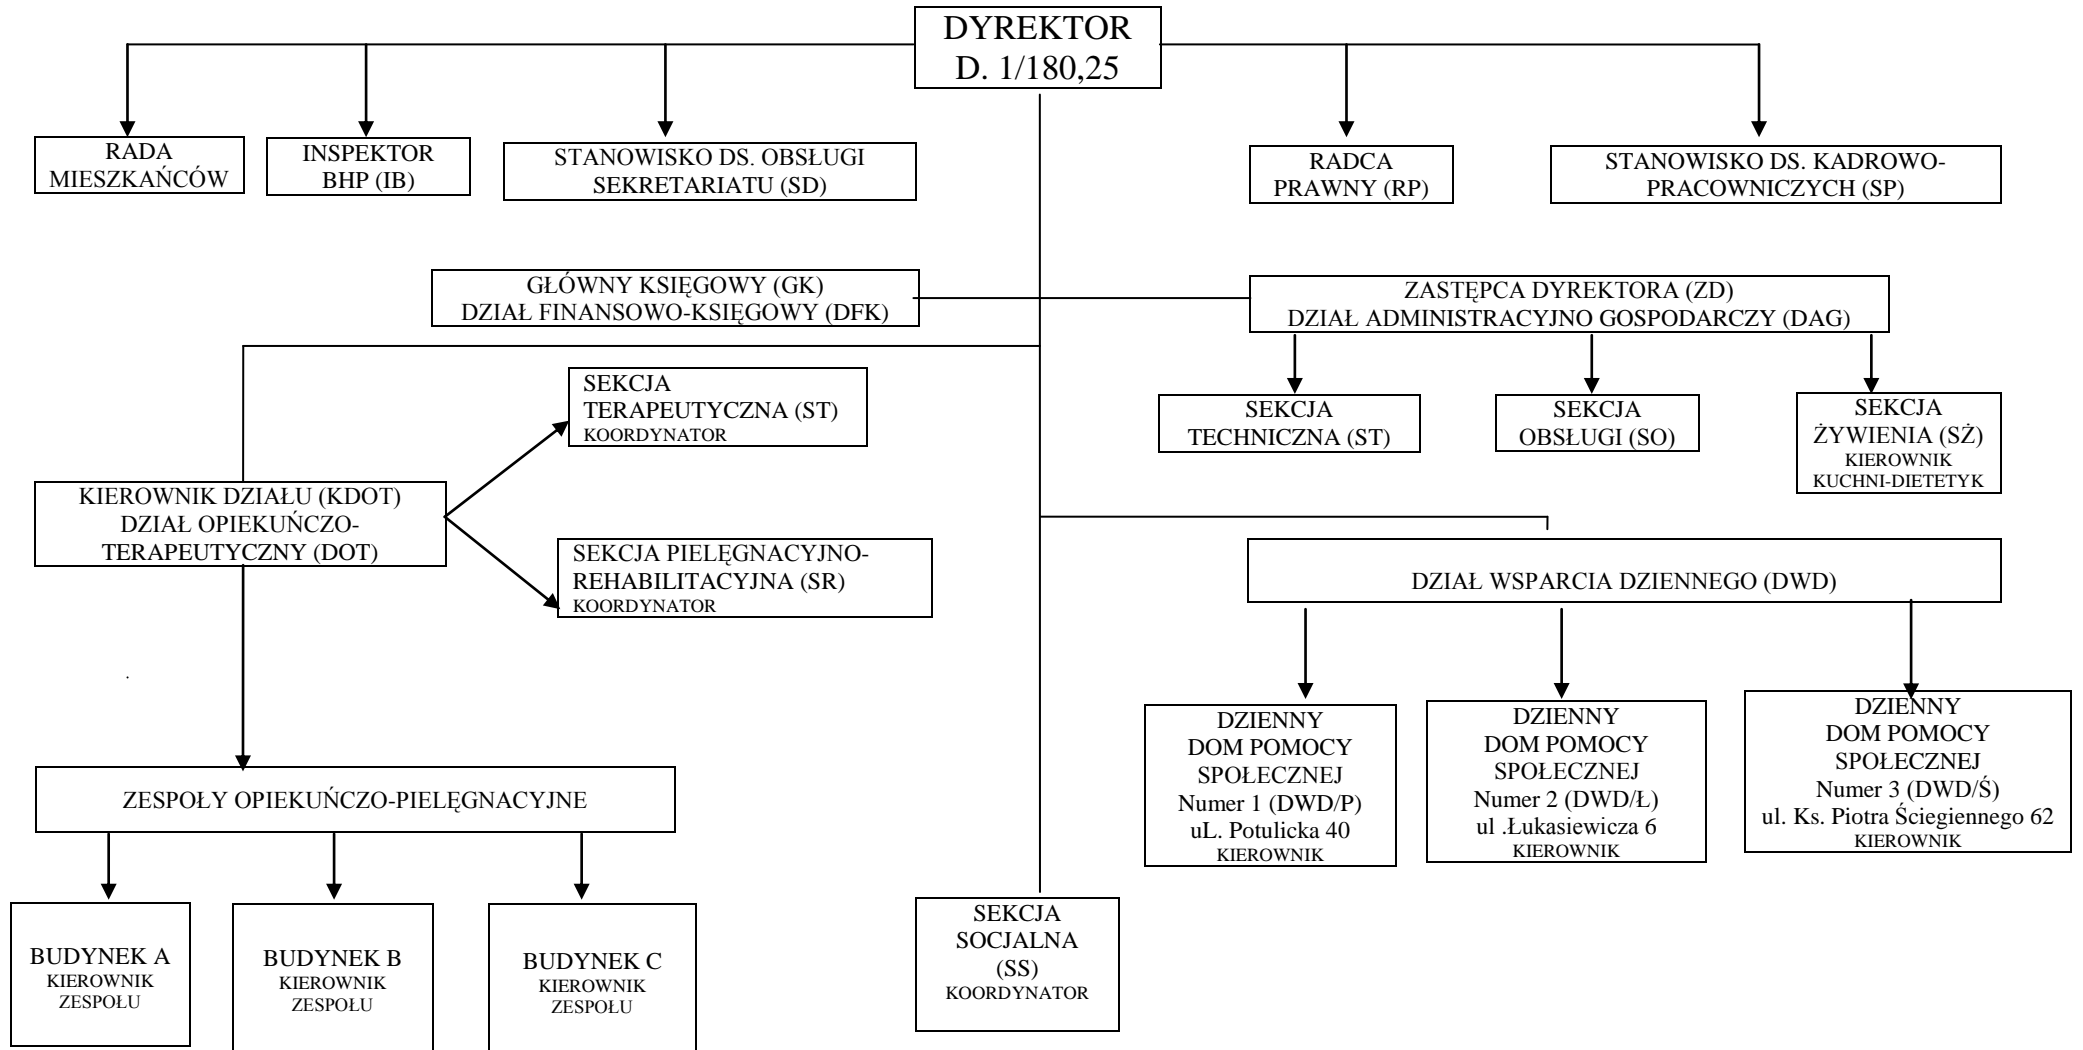 DYREKTOR
D. 1/180,25
RADA
MIESZKAŃCÓW
INSPEKTOR
BHP (IB)
STANOWISKO DS. OBSŁUGI
SEKRETARIATU (SD)
RADCA
PRAWNY (RP)
STANOWISKO DS. KADROWO-
PRACOWNICZYCH (SP)
GŁÓWNY KSIĘGOWY (GK)
DZIAŁ FINANSOWO-KSIĘGOWY (DFK)
ZASTĘPCA DYREKTORA (ZD)
DZIAŁ ADMINISTRACYJNO GOSPODARCZY (DAG)
SEKCJA
TERAPEUTYCZNA (ST)
KOORDYNATOR
SEKCJA
TECHNICZNA (ST)
SEKCJA
OBSŁUGI (SO)
SEKCJA
ŻYWIENIA (SŻ)
KIEROWNIK
KUCHNI-DIETETYK
KIEROWNIK DZIAŁU (KDOT)
DZIAŁ OPIEKUŃCZO-
TERAPEUTYCZNY (DOT)
SEKCJA PIELĘGNACYJNO-
REHABILITACYJNA (SR)
KOORDYNATOR
DZIAŁ WSPARCIA DZIENNEGO (DWD)
.
DZIENNY
DOM POMOCY
SPOŁECZNEJ
Numer 1 (DWD/P)
uL. Potulicka 40
KIEROWNIK
DZIENNY
DOM POMOCY
SPOŁECZNEJ
Numer 2 (DWD/Ł)
ul .Łukasiewicza 6
KIEROWNIK
DZIENNY
DOM POMOCY
SPOŁECZNEJ
Numer 3 (DWD/Ś)
ul. Ks. Piotra Ściegiennego 62
KIEROWNIK
ZESPOŁY OPIEKUŃCZO-PIELĘGNACYJNE
BUDYNEK A
KIEROWNIK
ZESPOŁU
BUDYNEK B
KIEROWNIK
ZESPOŁU
BUDYNEK C
KIEROWNIK
ZESPOŁU
SEKCJA
SOCJALNA
(SS)
KOORDYNATOR